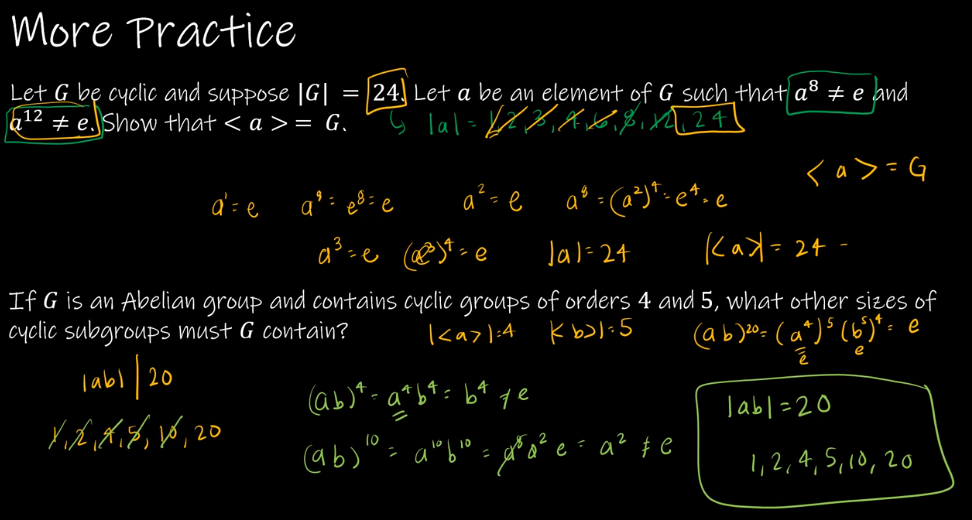 More Practice
Let G be cyclic and suppose |G| = 24. Let a be an element of G such that a⁸ ≠ e and
a¹² ≠ e. Show that < a > = G.
|a| = 1, 2, 3, 4, 6, 8, 12, 24
< a > = G
a¹ = e a⁸ = e⁸ = e a² = e a⁸ = (a²)⁴ = e⁴ = e
a³ = e (a³)⁴ = e |a| = 24 |<a>| = 24
If G is an Abelian group and contains cyclic groups of orders 4 and 5, what other sizes of
cyclic subgroups must G contain?
|<a>| = 4 |<b>| = 5 (ab)²⁰ = (a⁴)⁵ (b⁵)⁴ = e
e e
|ab| | 20
1, 2, 4, 5, 10, 20
(ab)⁴ = a⁴b⁴ = b⁴ ≠ e
(ab)¹⁰ = a¹⁰b¹⁰ = a⁸a² e = a² ≠ e
|ab| = 20
1, 2, 4, 5, 10, 20